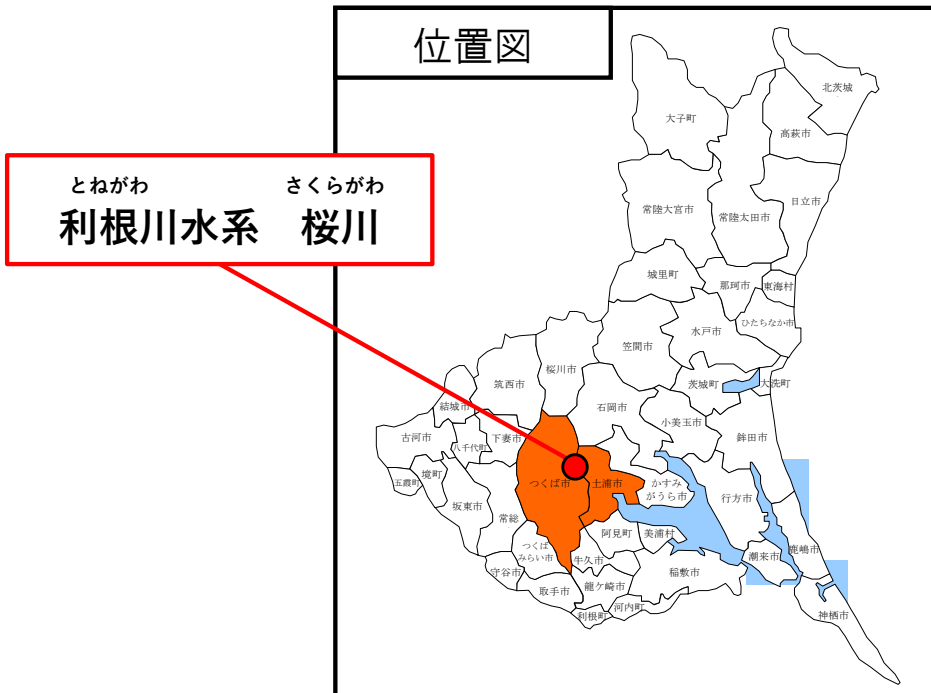 位置図
とねがわ さくらがわ
利根川水系 桜川
北茨城
大子町
高萩市
常陸大宮市
常陸太田市
日立市
城里町
那珂市
東海村
ひたちなか市
水戸市
笠間市
桜川市
筑西市
茨城町
大洗町
結城市
石岡市
小美玉市
鉾田市
古河市
八千代町
下妻市
五霞町
境町
つくば市
土浦市
かすみ
がうら市
行方市
坂東市
常総
阿見町
美浦村
つくば
みらい市
牛久市
潮来市
鹿嶋市
守谷市
取手市
龍ケ崎市
稲敷市
利根町
河内町
神栖市